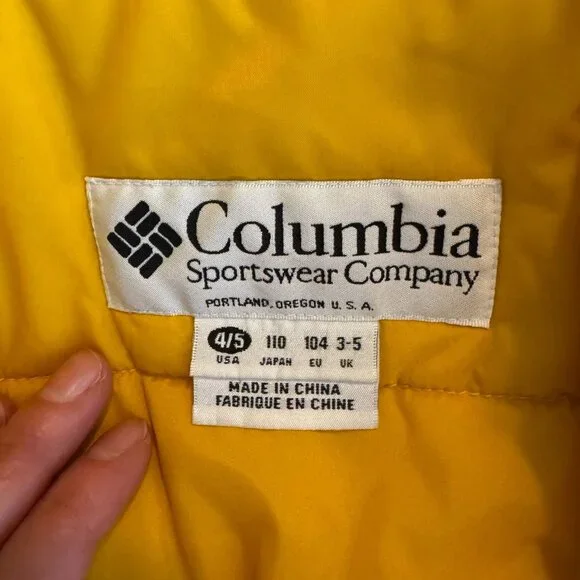 Columbia
Sportswear Company
PORTLAND, OREGON U.S.A.
4/5 110 104 3-5
USA JAPAN EU UK
MADE IN CHINA
FABRIQUE EN CHINE